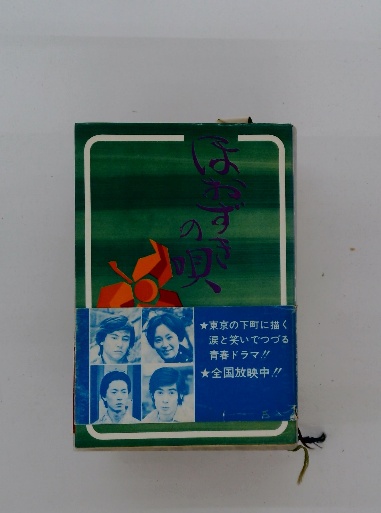 ほおずきの唄
★東京の下町に描く
涙と笑いでつづる
青春ドラマ!!
★全国放映中!!